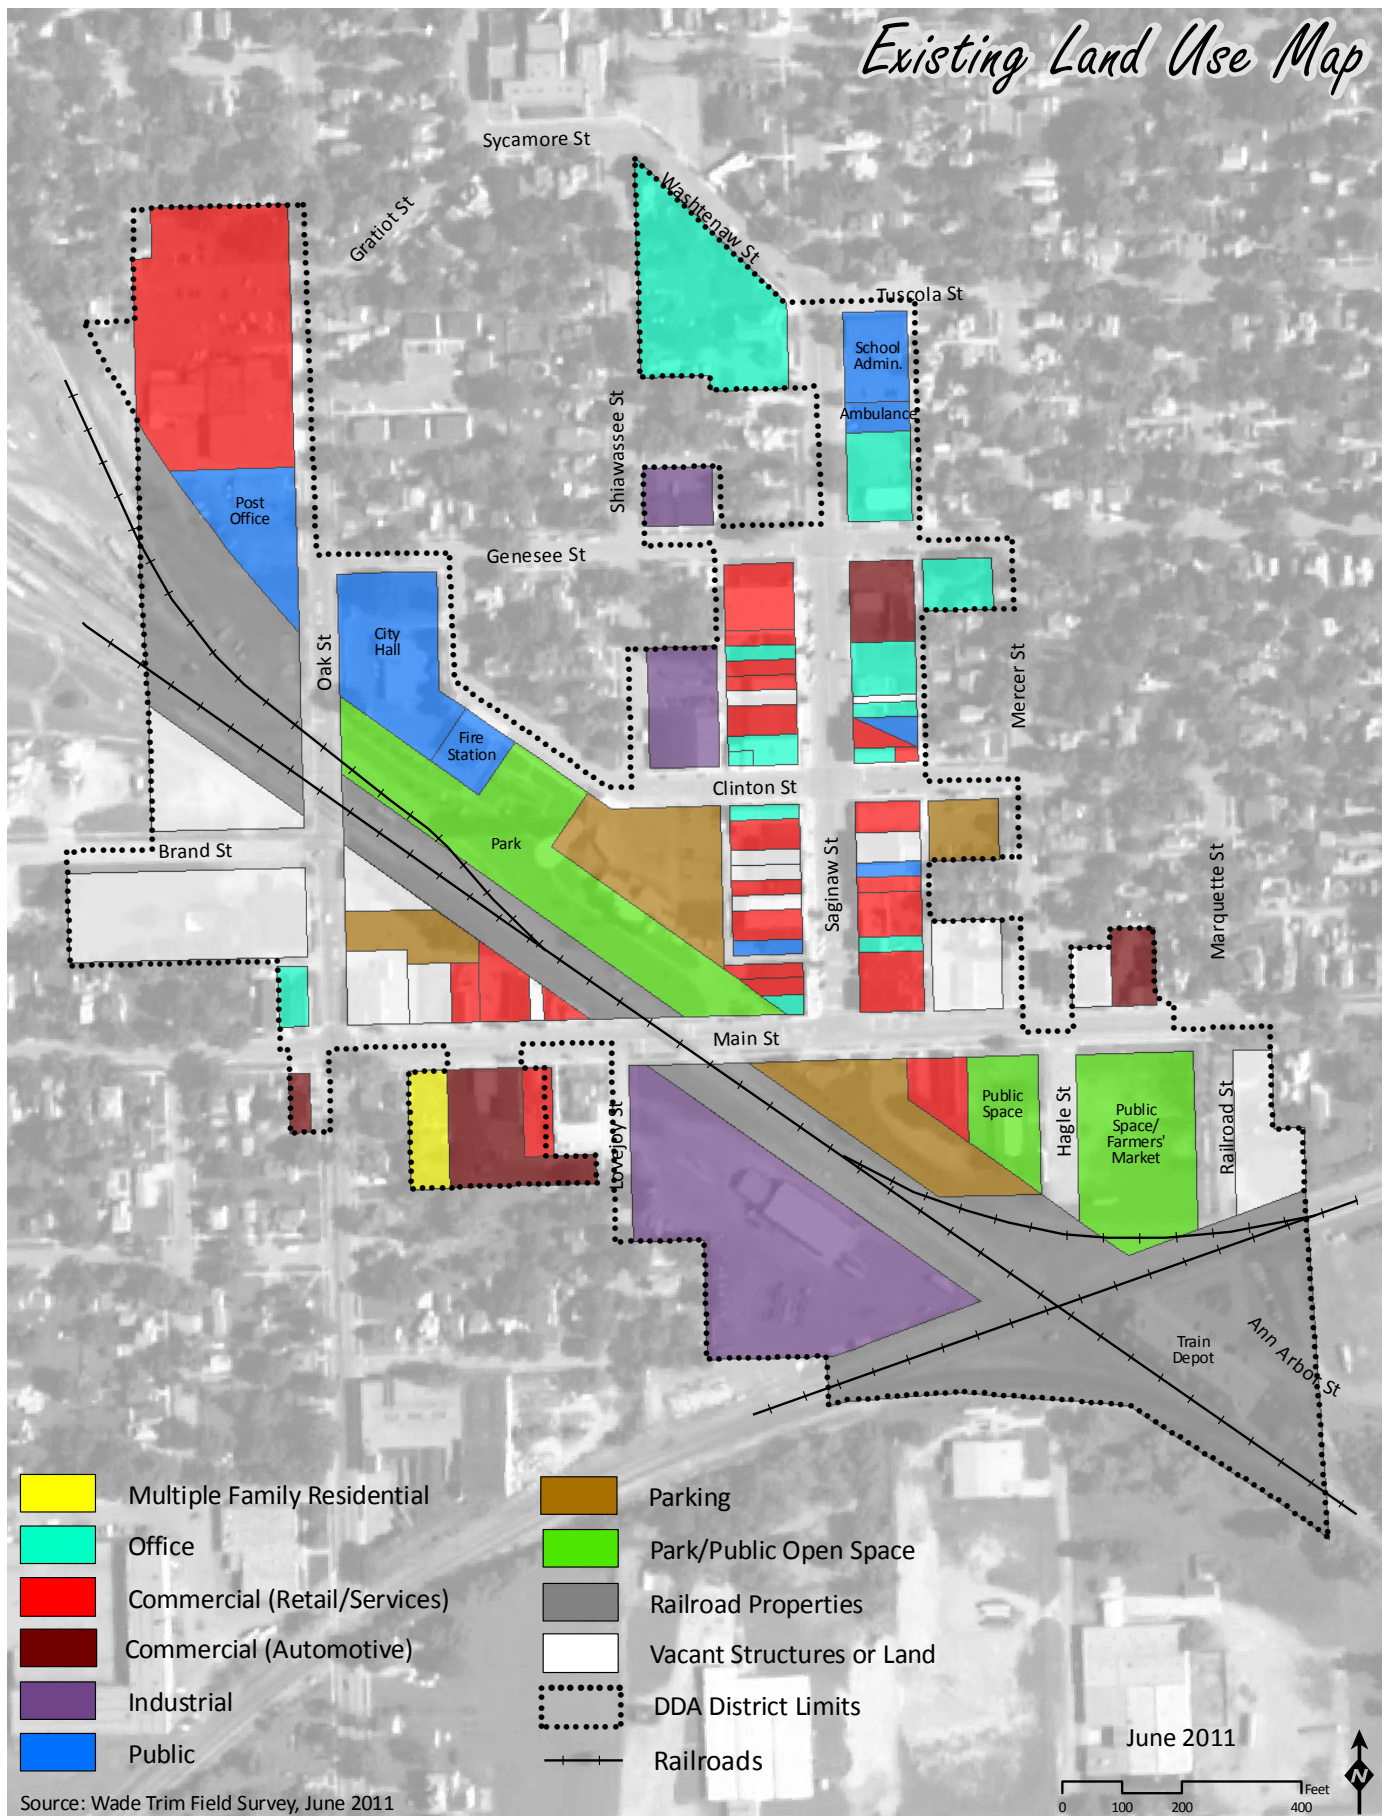 Existing Land Use Map
Sycamore St
Washtenaw St
Gratiot St
Tuscola St
School
Admin.
Ambulance
Shiawassee St
Post
Office
Genesee St
City
Hall
Oak St
Mercer St
Fire
Station
Clinton St
Park
Brand St
Saginaw St
Marquette St
Main St
Public
Space
Hagle St
Public
Space/
Farmers'
Market
Railroad St
Lovejoy St
Train
Depot
Ann Arbor St
Multiple Family Residential
Office
Commercial (Retail/Services)
Commercial (Automotive)
Industrial
Public
Parking
Park/Public Open Space
Railroad Properties
Vacant Structures or Land
DDA District Limits
Railroads
June 2011
N
Feet
0 100 200 400
Source: Wade Trim Field Survey, June 2011